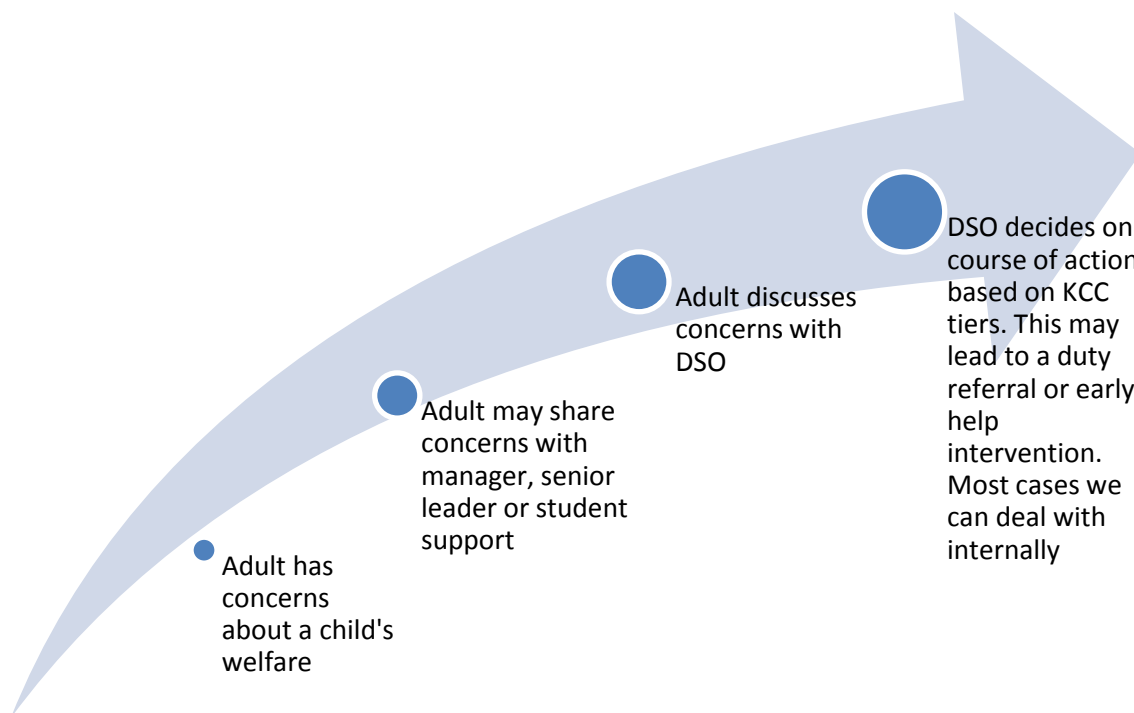 Adult has
concerns
about a child's
welfare
Adult may share
concerns with
manager, senior
leader or student
support
Adult discusses
concerns with
DSO
DSO decides on
course of action
based on KCC
tiers. This may
lead to a duty
referral or early
help
intervention.
Most cases we
can deal with
internally